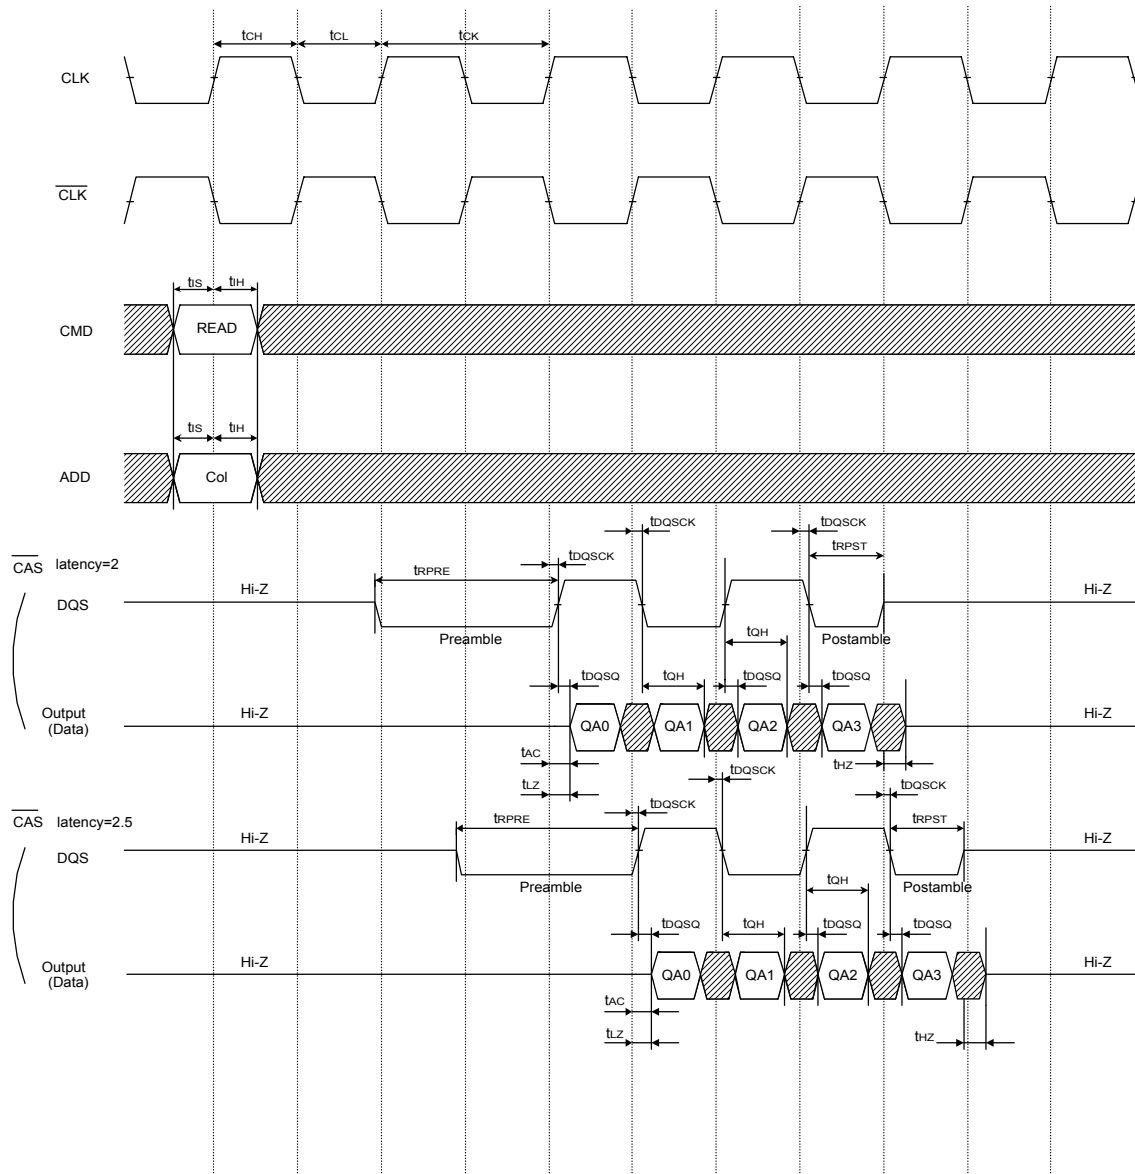 tCH tCL tCK
CLK
CLK
tIS tIH
CMD READ
tIS tIH
ADD Col
tDQSCK tDQSCK
CAS latency=2 tDQSCK tRPST
tRPRE
Hi-Z Hi-Z
DQS
Preamble tQH Postamble
tDQSQ tQH tDQSQ tDQSQ
Output
(Data) Hi-Z QA0 QA1 QA2 QA3 Hi-Z
tAC tHZ
tDQSCK
tLZ tDQSCK
CAS latency=2.5 tDQSCK
tRPRE tRPST
Hi-Z Hi-Z
DQS
Preamble tQH Postamble
tDQSQ tQH tDQSQ tDQSQ
Output
(Data) Hi-Z QA0 QA1 QA2 QA3 Hi-Z
tAC
tLZ tHZ